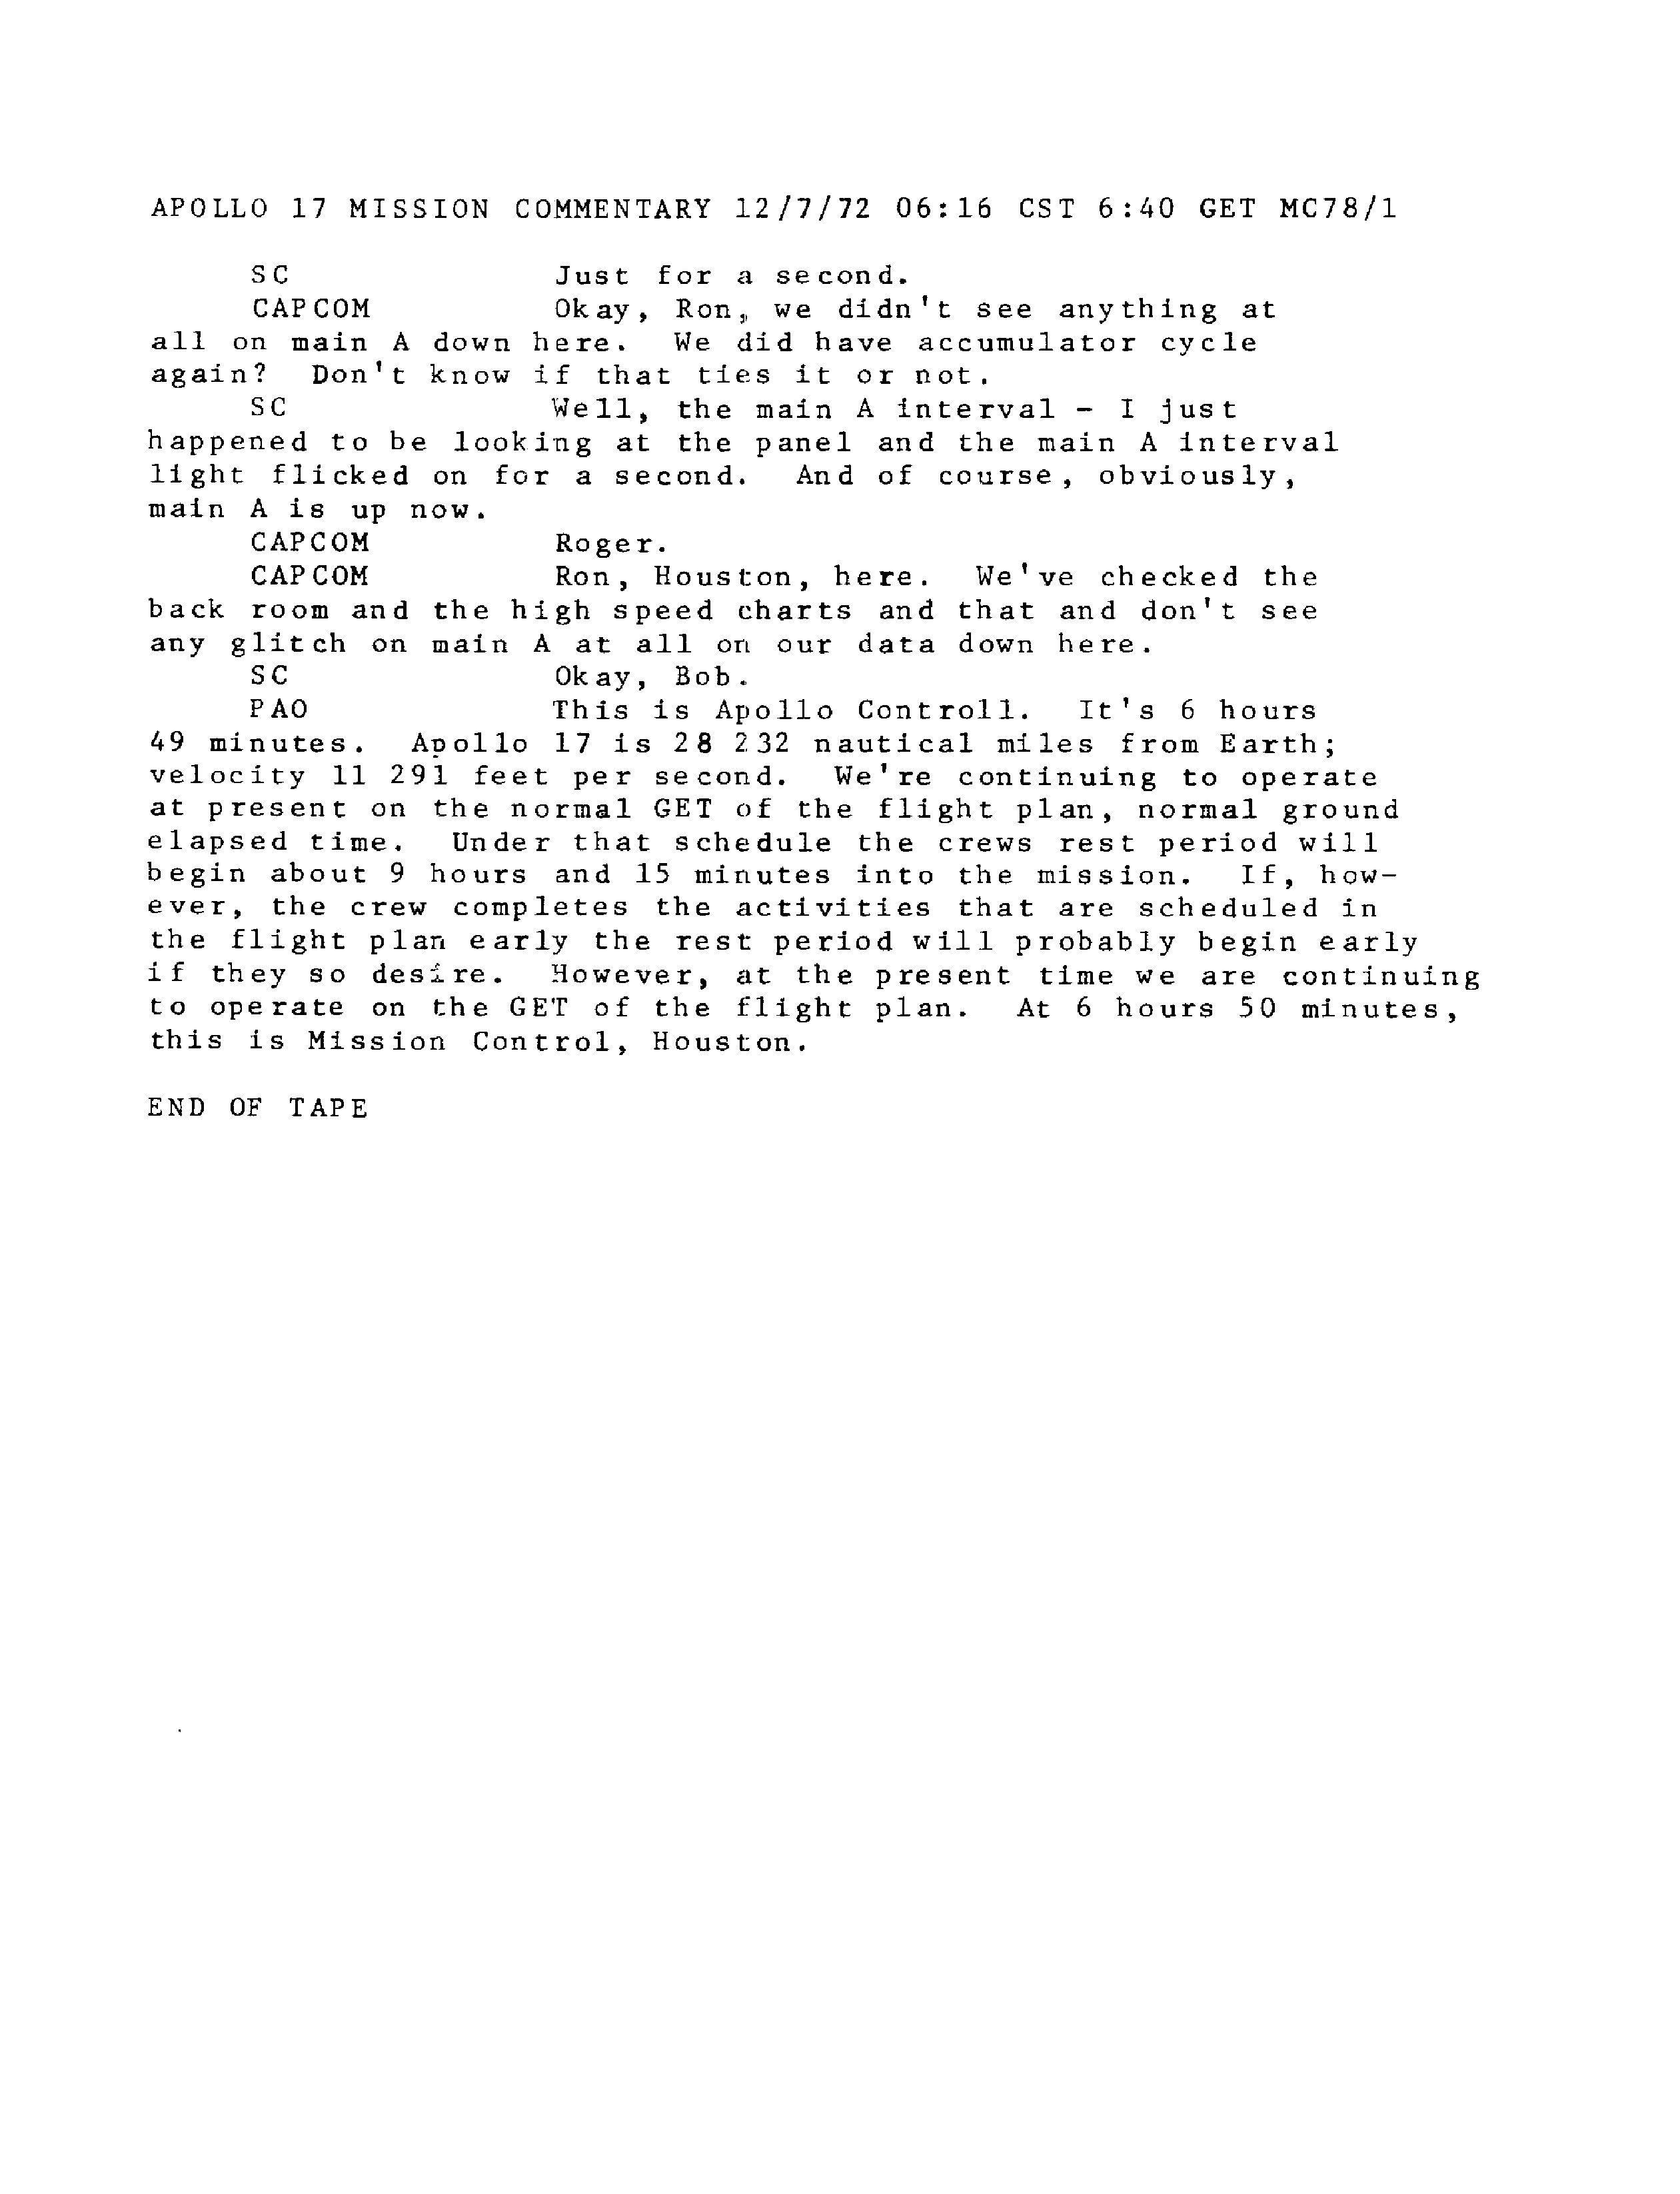 APOLLO 17 MISSION COMMENTARY 12/7/72 06:16 CST 6:40 GET MC78/1
SC Just for a second.
CAPCOM Okay, Ron, we didn't see anything at
all on main A down here. We did have accumulator cycle
again? Don't know if that ties it or not.
SC Well, the main A interval - I just
happened to be looking at the panel and the main A interval
light flicked on for a second. And of course, obviously,
main A is up now.
CAPCOM Roger.
CAPCOM Ron, Houston, here. We've checked the
back room and the high speed charts and that and don't see
any glitch on main A at all on our data down here.
SC Okay, Bob.
PAO This is Apollo Controll. It's 6 hours
49 minutes. Apollo 17 is 28 232 nautical miles from Earth;
velocity 11 291 feet per second. We're continuing to operate
at present on the normal GET of the flight plan, normal ground
elapsed time. Under that schedule the crews rest period will
begin about 9 hours and 15 minutes into the mission. If, how-
ever, the crew completes the activities that are scheduled in
the flight plan early the rest period will probably begin early
if they so desire. However, at the present time we are continuing
to operate on the GET of the flight plan. At 6 hours 50 minutes,
this is Mission Control, Houston.
END OF TAPE